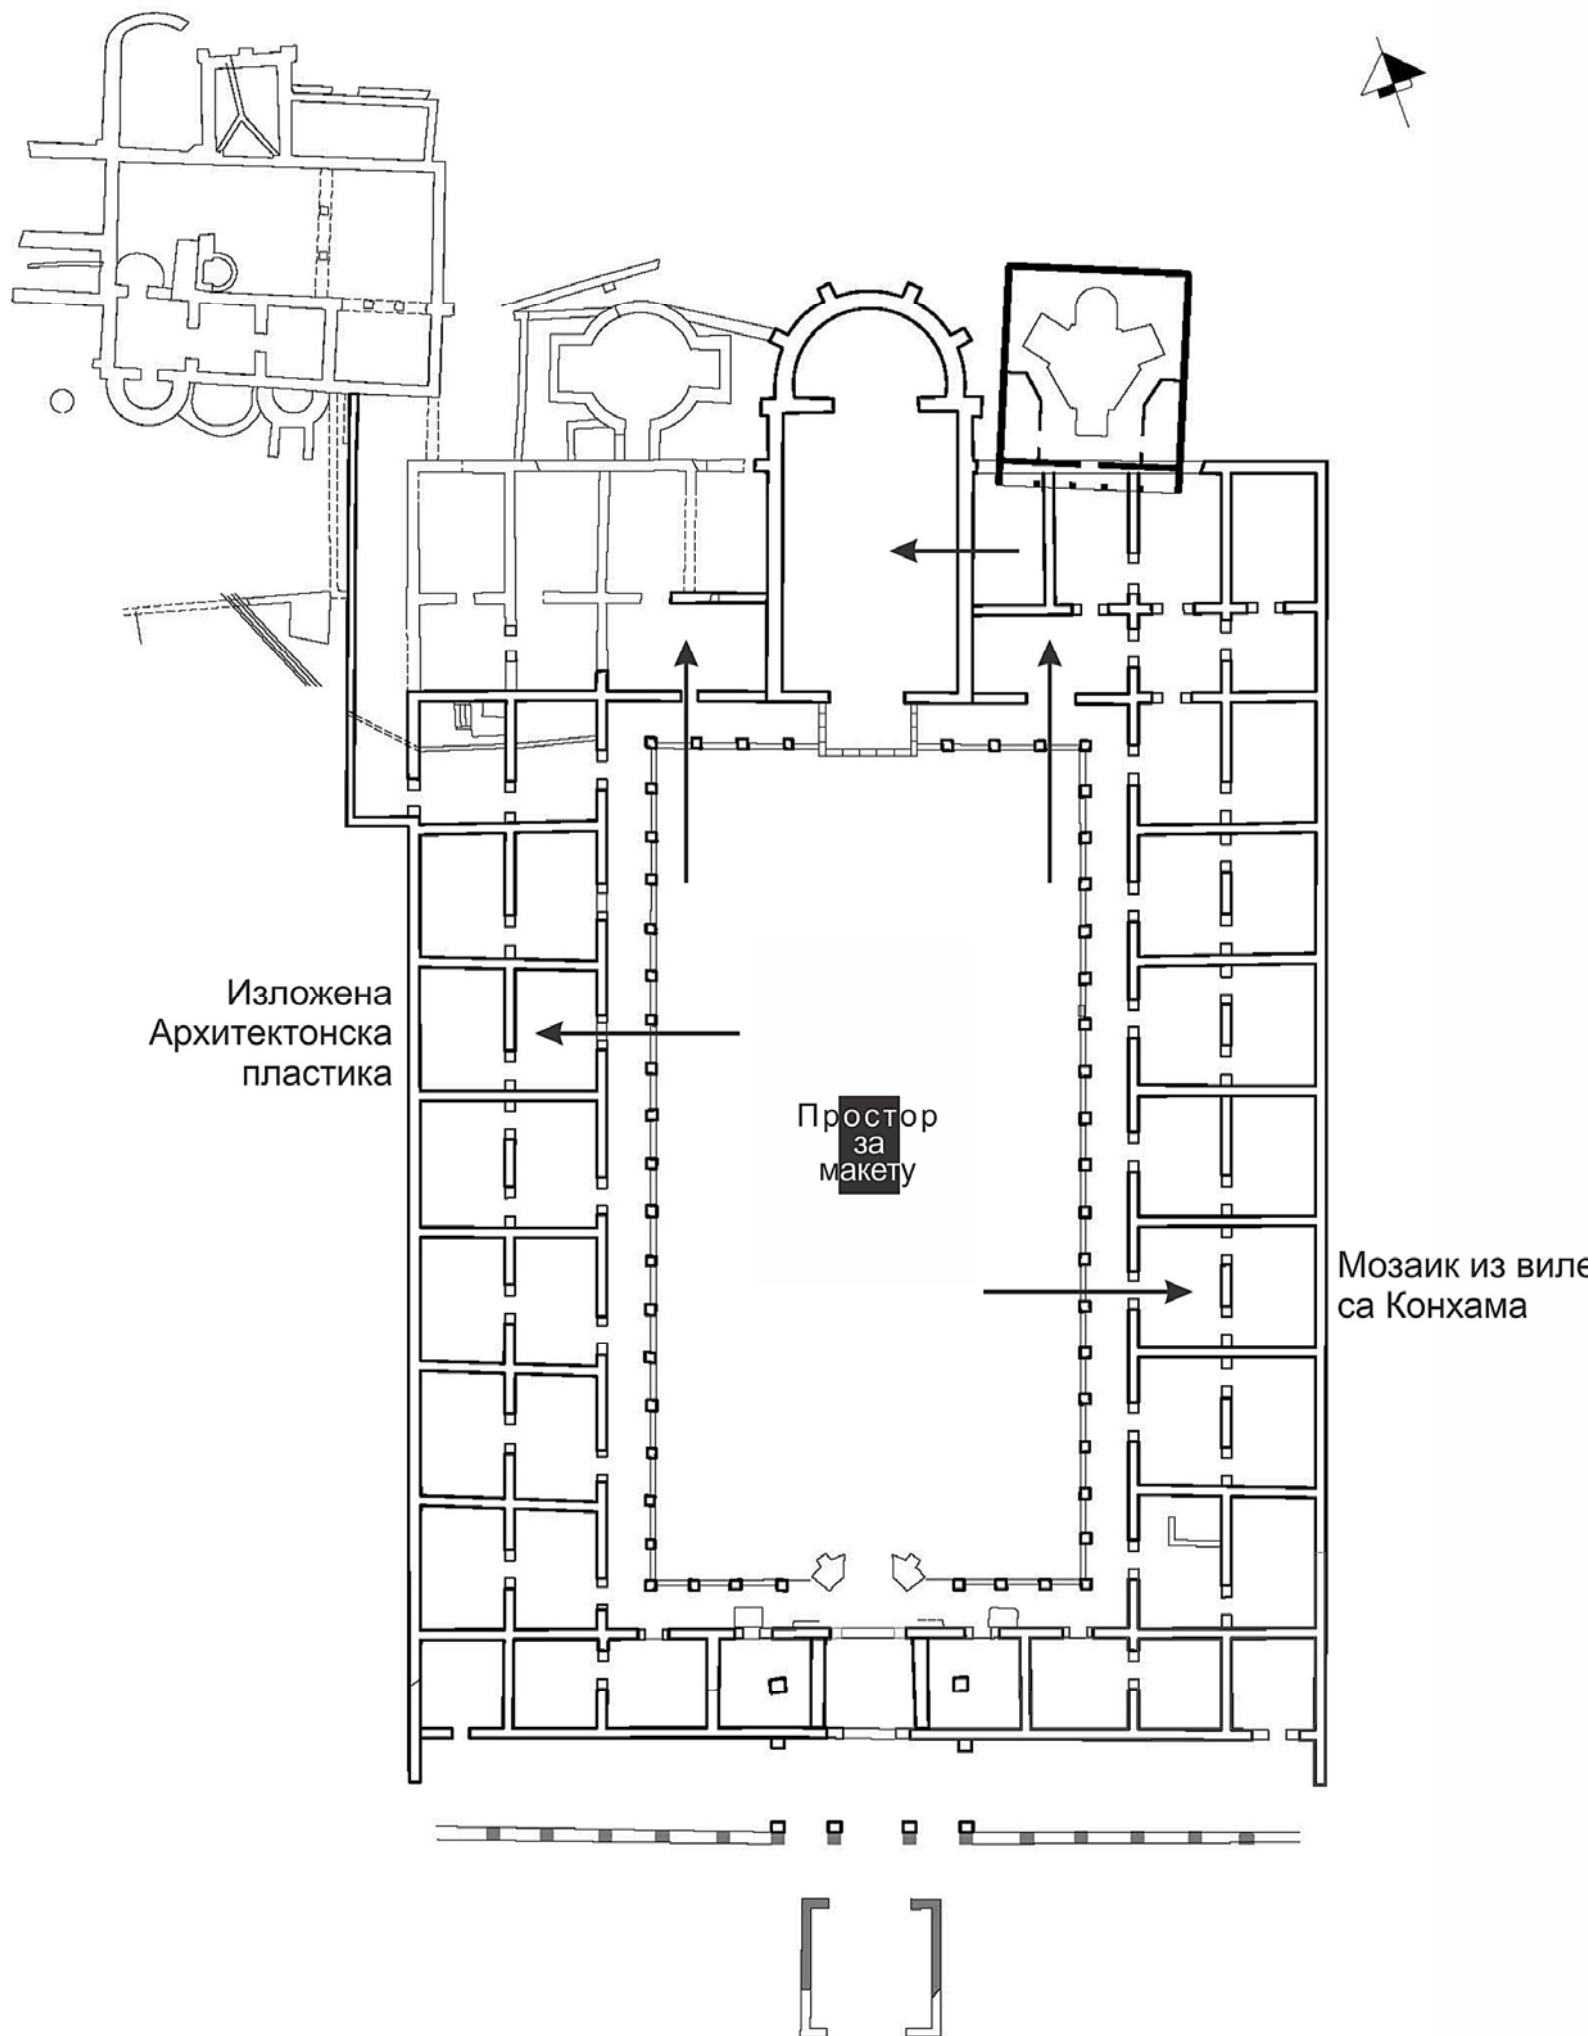 Изложена
Архитектонска
пластика
Простор
за
макету
Мозаик из виле
са Конхама